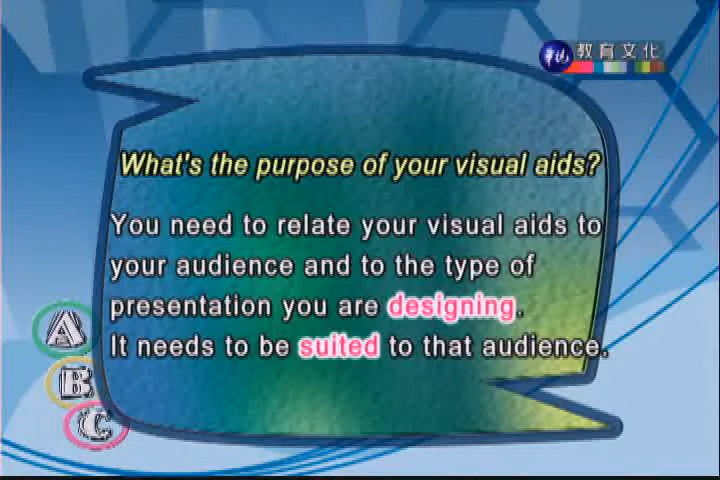 華視 教育文化
What's the purpose of your visual aids?
You need to relate your visual aids to
your audience and to the type of
presentation you are designing.
It needs to be suited to that audience.
A
B
C